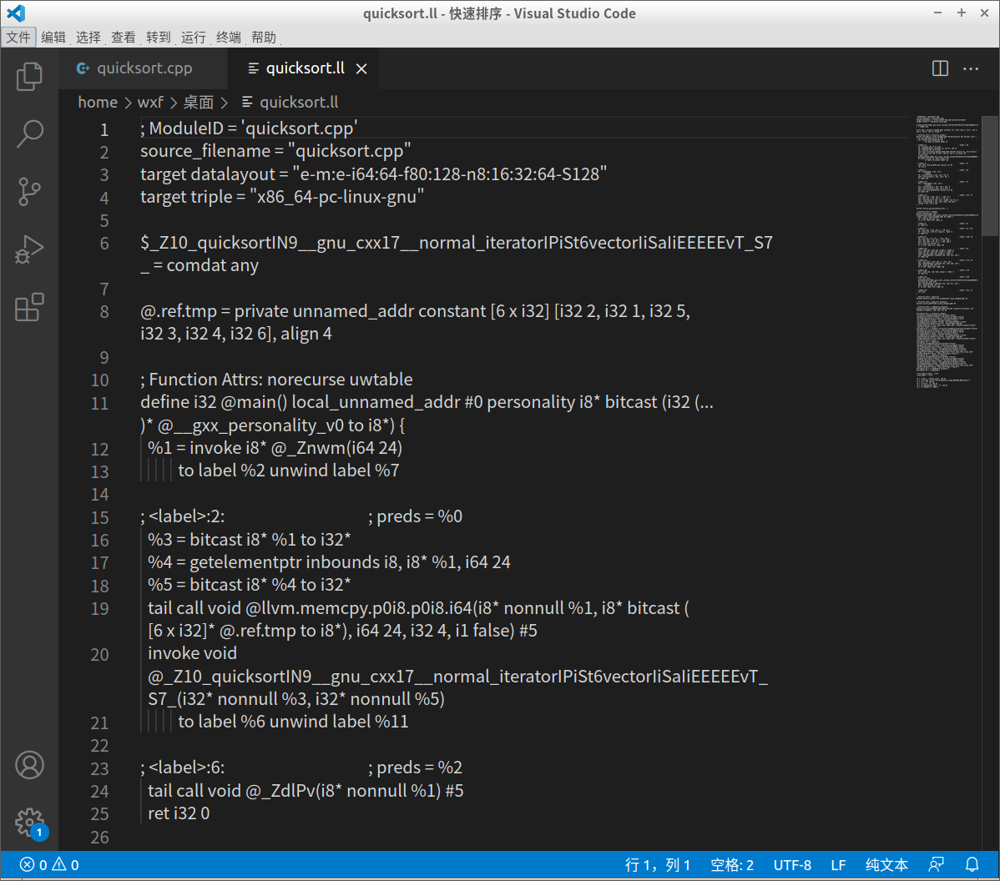 quicksort.ll - 快速排序 - Visual Studio Code
文件 编辑 选择 查看 转到 运行 终端 帮助
quicksort.cpp quicksort.ll
home > wxf > 桌面 > quicksort.ll
1 ; ModuleID = 'quicksort.cpp'
2 source_filename = "quicksort.cpp"
3 target datalayout = "e-m:e-i64:64-f80:128-n8:16:32:64-S128"
4 target triple = "x86_64-pc-linux-gnu"
5
6 $_Z10_quicksortIN9__gnu_cxx17__normal_iteratorIPiSt6vectorIiSaIiEEEEEvT_S7
_ = comdat any
7
8 @.ref.tmp = private unnamed_addr constant [6 x i32] [i32 2, i32 1, i32 5,
i32 3, i32 4, i32 6], align 4
9
10 ; Function Attrs: norecurse uwtable
11 define i32 @main() local_unnamed_addr #0 personality i8* bitcast (i32 (...
)* @__gxx_personality_v0 to i8*) {
12 %1 = invoke i8* @_Znwm(i64 24)
13 to label %2 unwind label %7
14
15 ; <label>:2: ; preds = %0
16 %3 = bitcast i8* %1 to i32*
17 %4 = getelementptr inbounds i8, i8* %1, i64 24
18 %5 = bitcast i8* %4 to i32*
19 tail call void @llvm.memcpy.p0i8.p0i8.i64(i8* nonnull %1, i8* bitcast (
[6 x i32]* @.ref.tmp to i8*), i64 24, i32 4, i1 false) #5
20 invoke void
@_Z10_quicksortIN9__gnu_cxx17__normal_iteratorIPiSt6vectorIiSaIiEEEEEvT_
S7_(i32* nonnull %3, i32* nonnull %5)
21 to label %6 unwind label %11
22
23 ; <label>:6: ; preds = %2
24 tail call void @_ZdlPv(i8* nonnull %1) #5
25 ret i32 0
26
1
0 0 行 1，列 1 空格: 2 UTF-8 LF 纯文本